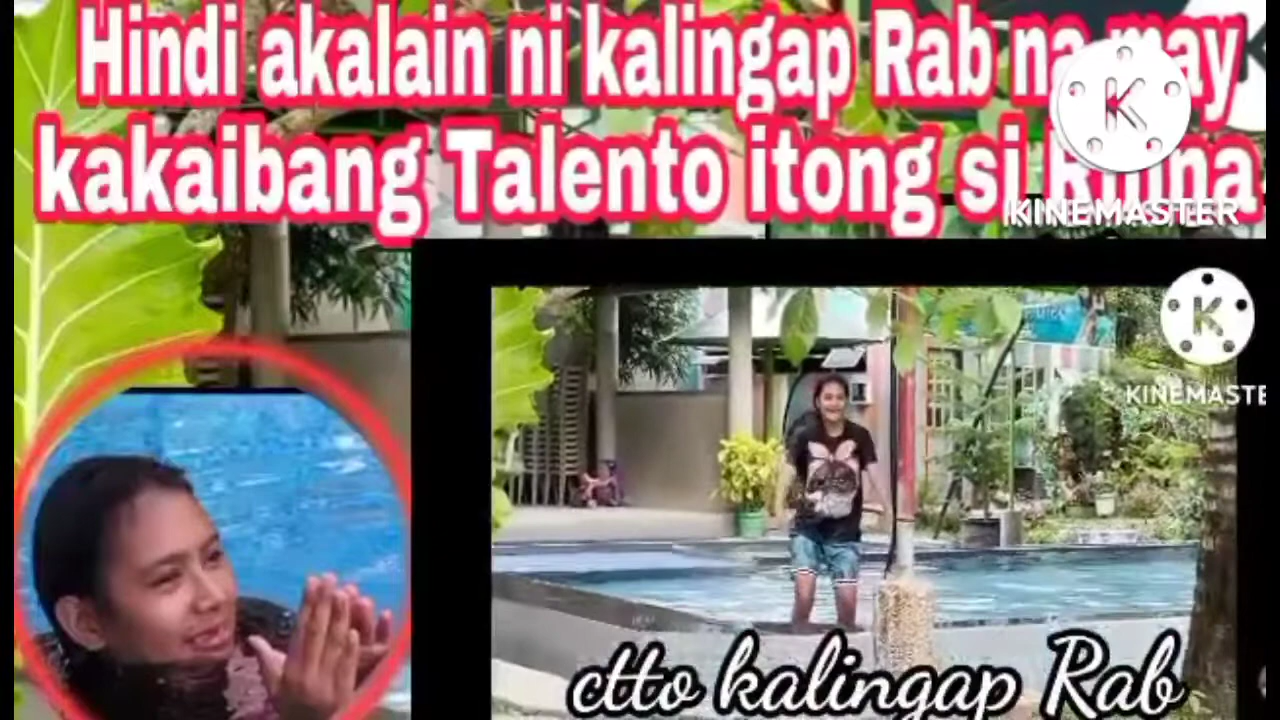 Hindi akalain ni kalingap Rab na may
kakaibang Talento itong si
K
KINEMASTER
K
KINEMASTE
ctto kalingap Rab